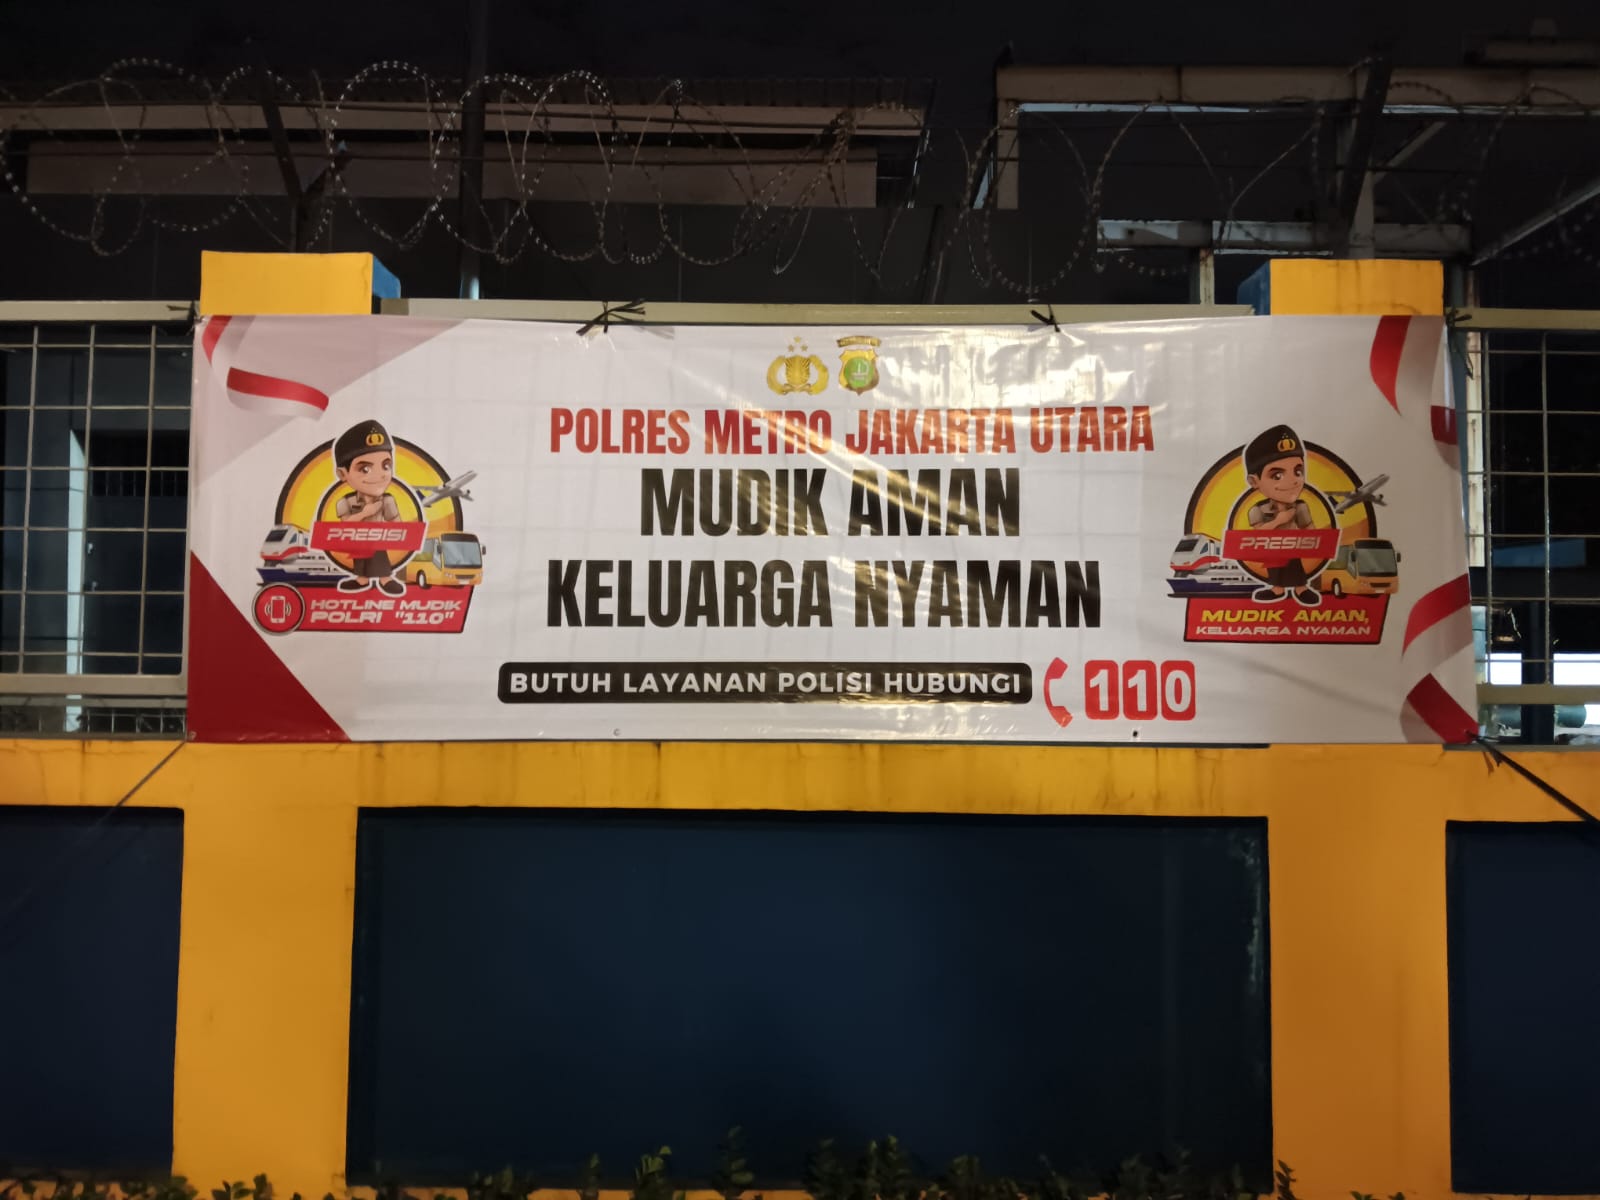 POLRES METRO JAKARTA UTARA
MUDIK AMAN
KELUARGA NYAMAN
BUTUH LAYANAN POLISI HUBUNGI 110
PRESISI
HOTLINE MUDIK
POLRI "110"
PRESISI
MUDIK AMAN,
KELUARGA NYAMAN